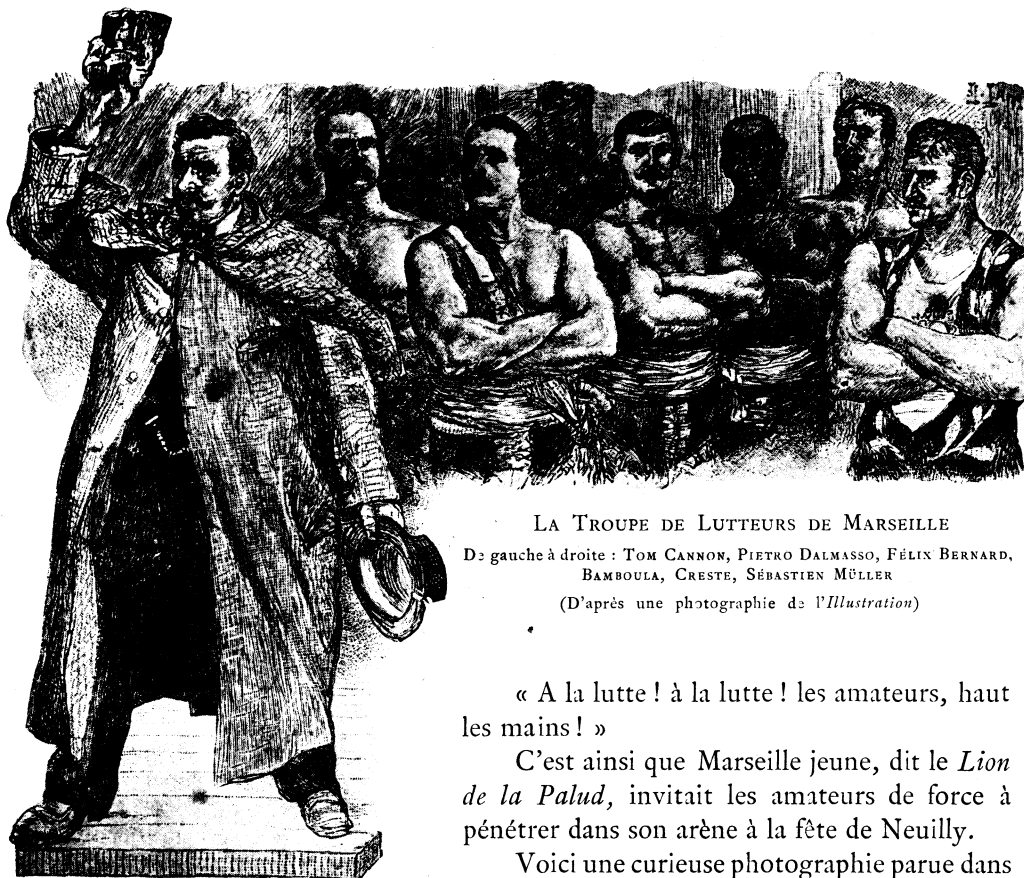 LA TROUPE DE LUTTEURS DE MARSEILLE
De gauche à droite : TOM CANNON, PIETRO DALMASSO, FÉLIX BERNARD,
BAMBOULA, CRESTE, SÉBASTIEN MÜLLER
(D'après une photographie de l'Illustration)
« A la lutte ! à la lutte ! les amateurs, haut
les mains ! »
C'est ainsi que Marseille jeune, dit le Lion
de la Palud, invitait les amateurs de force à
pénétrer dans son arène à la fête de Neuilly.
Voici une curieuse photographie parue dans